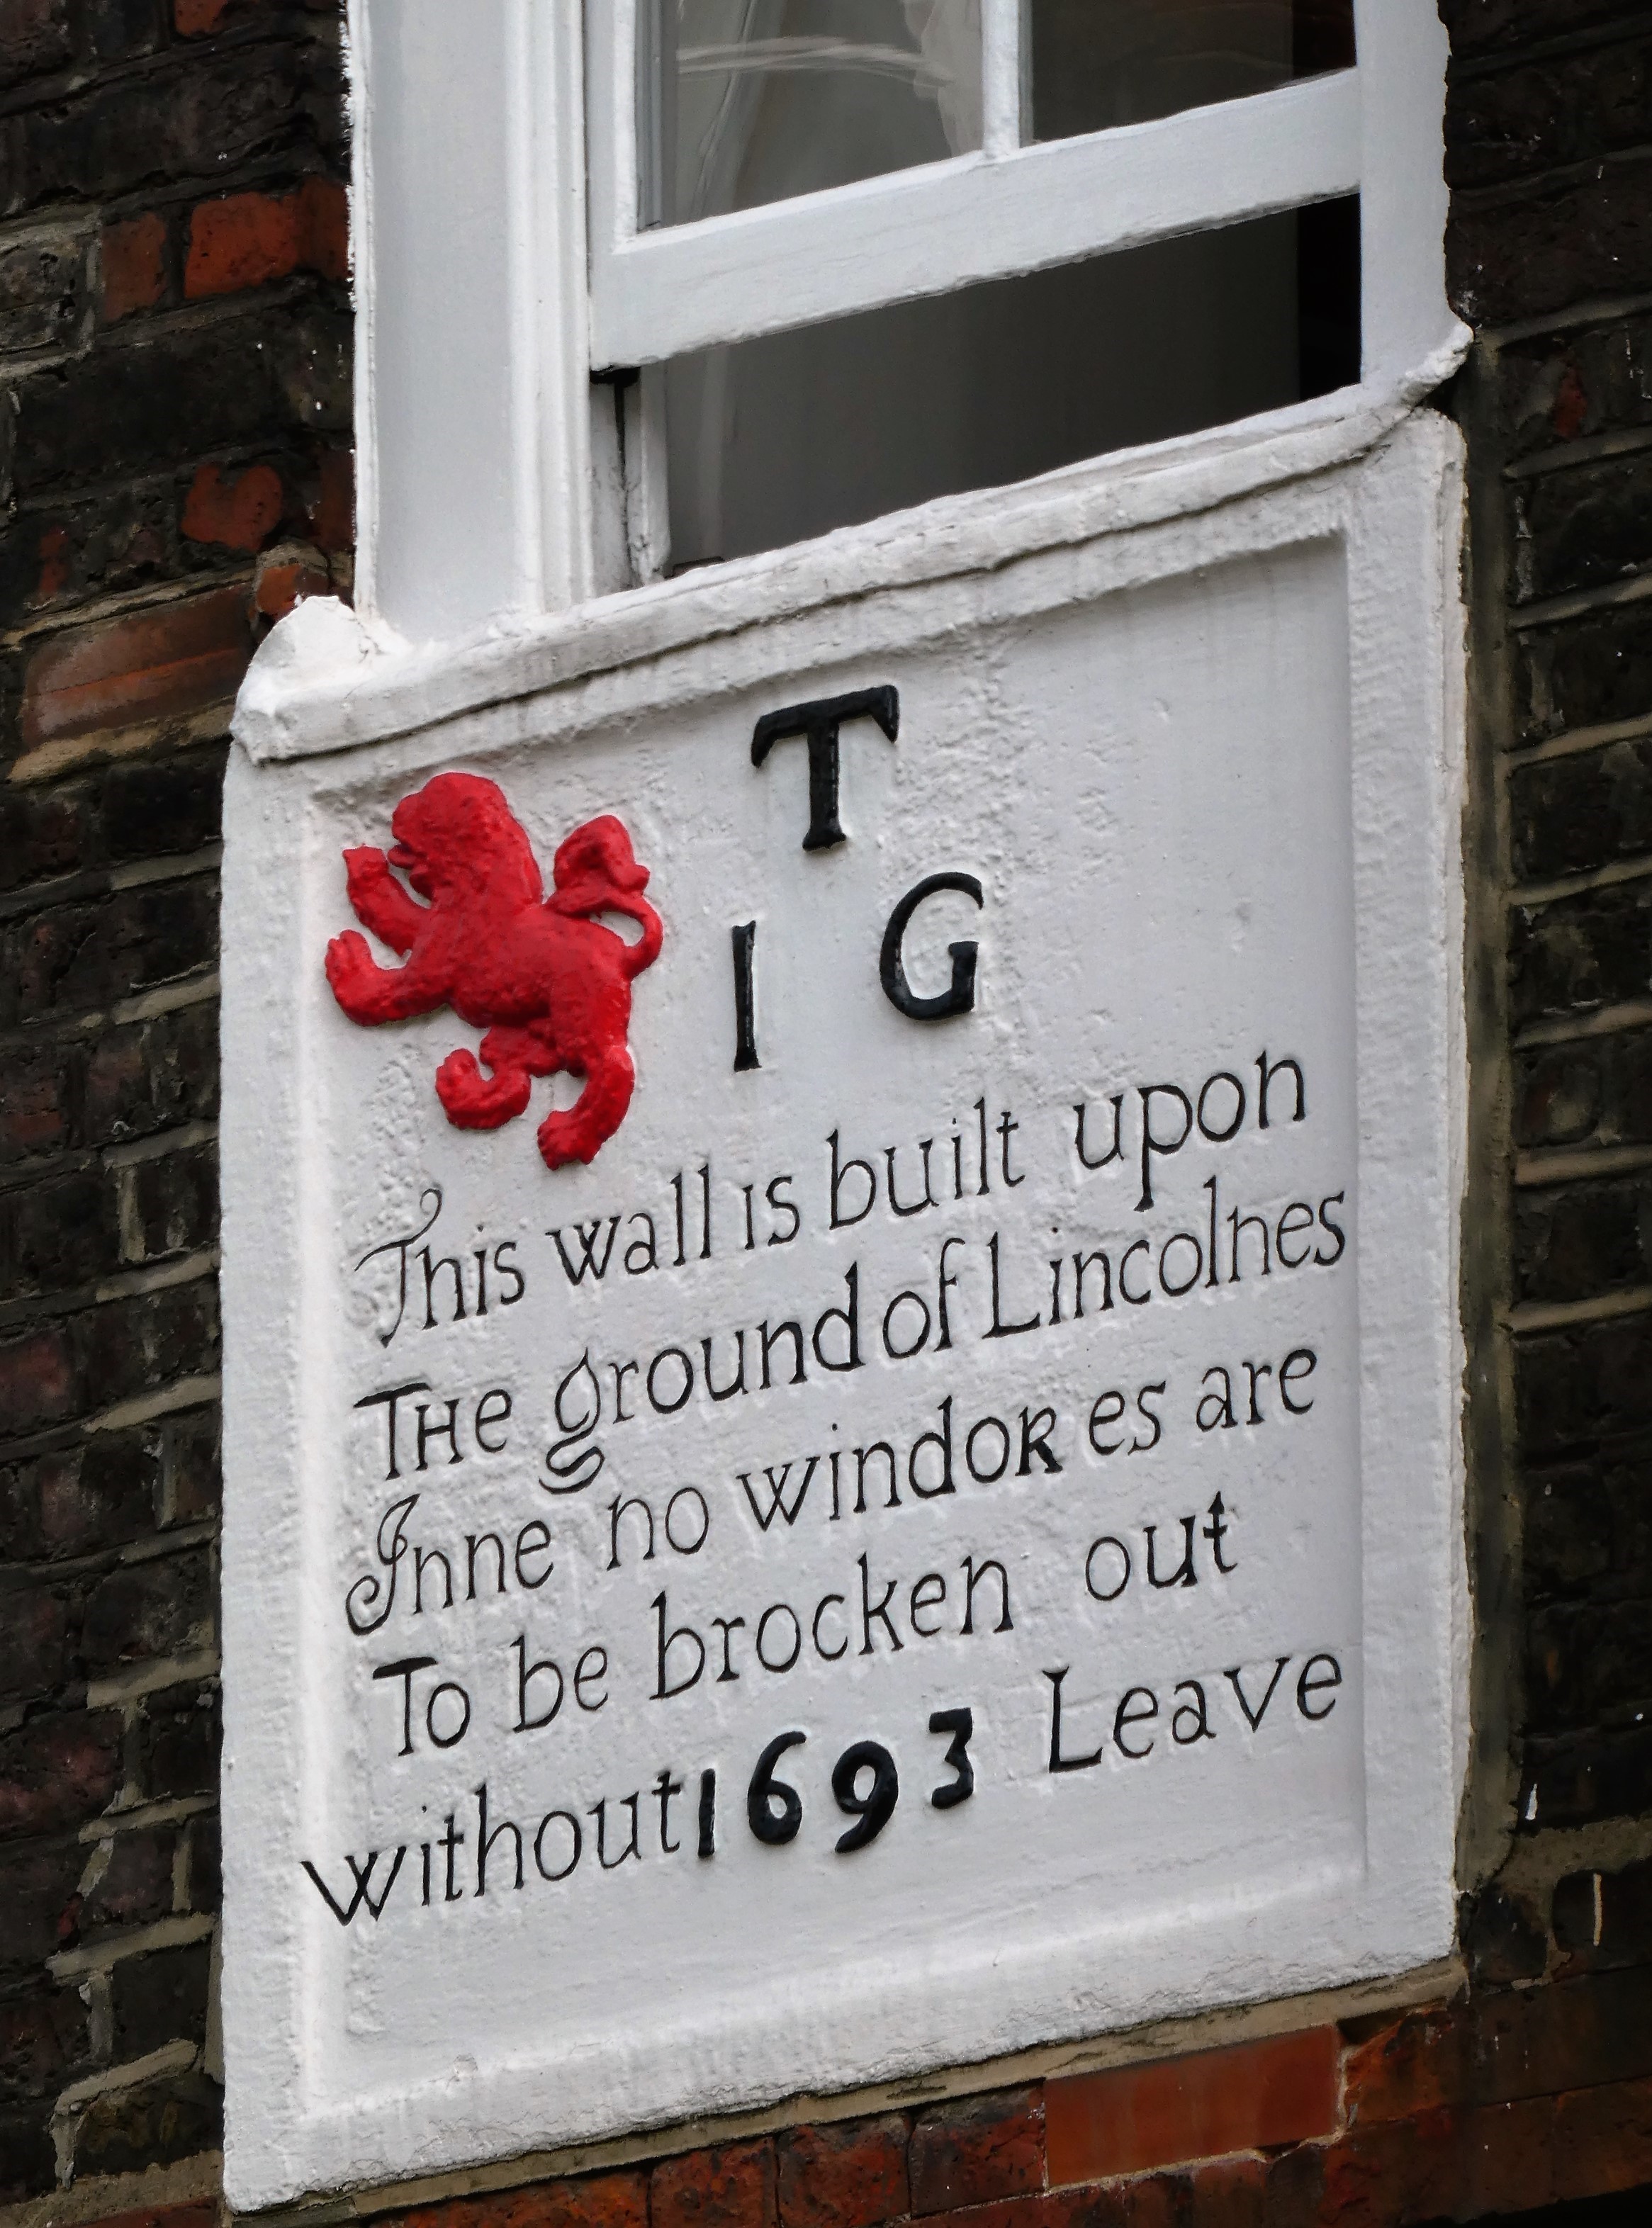 T
I G
This wall is built upon
THe ground of Lincolnes
Inne no windoRes are
To be brocken out
without 1693 Leave